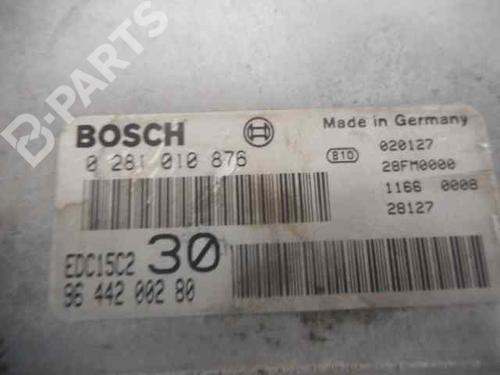 B-PARTS
BOSCH
Made in Germany
0 281 010 876
810
020127
28FM0000
1166 0008
28127
EDC15C2 30
96 442 002 80